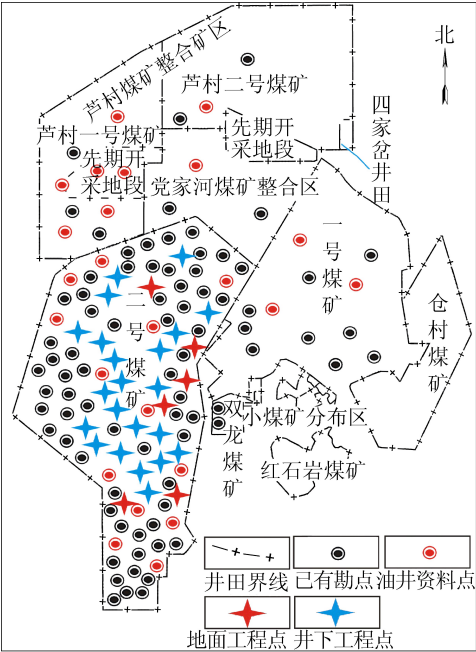 北
芦村煤矿整合矿区
芦村二号煤矿
四家岔井田
芦村一号煤矿
先期开
采地段
先期开
采地段
党家河煤矿整合区
一号煤矿
仓村煤矿
二号煤矿
双龙煤矿
小煤矿分布区
红石岩煤矿
井田界线
已有勘点
油井资料点
地面工程点
井下工程点